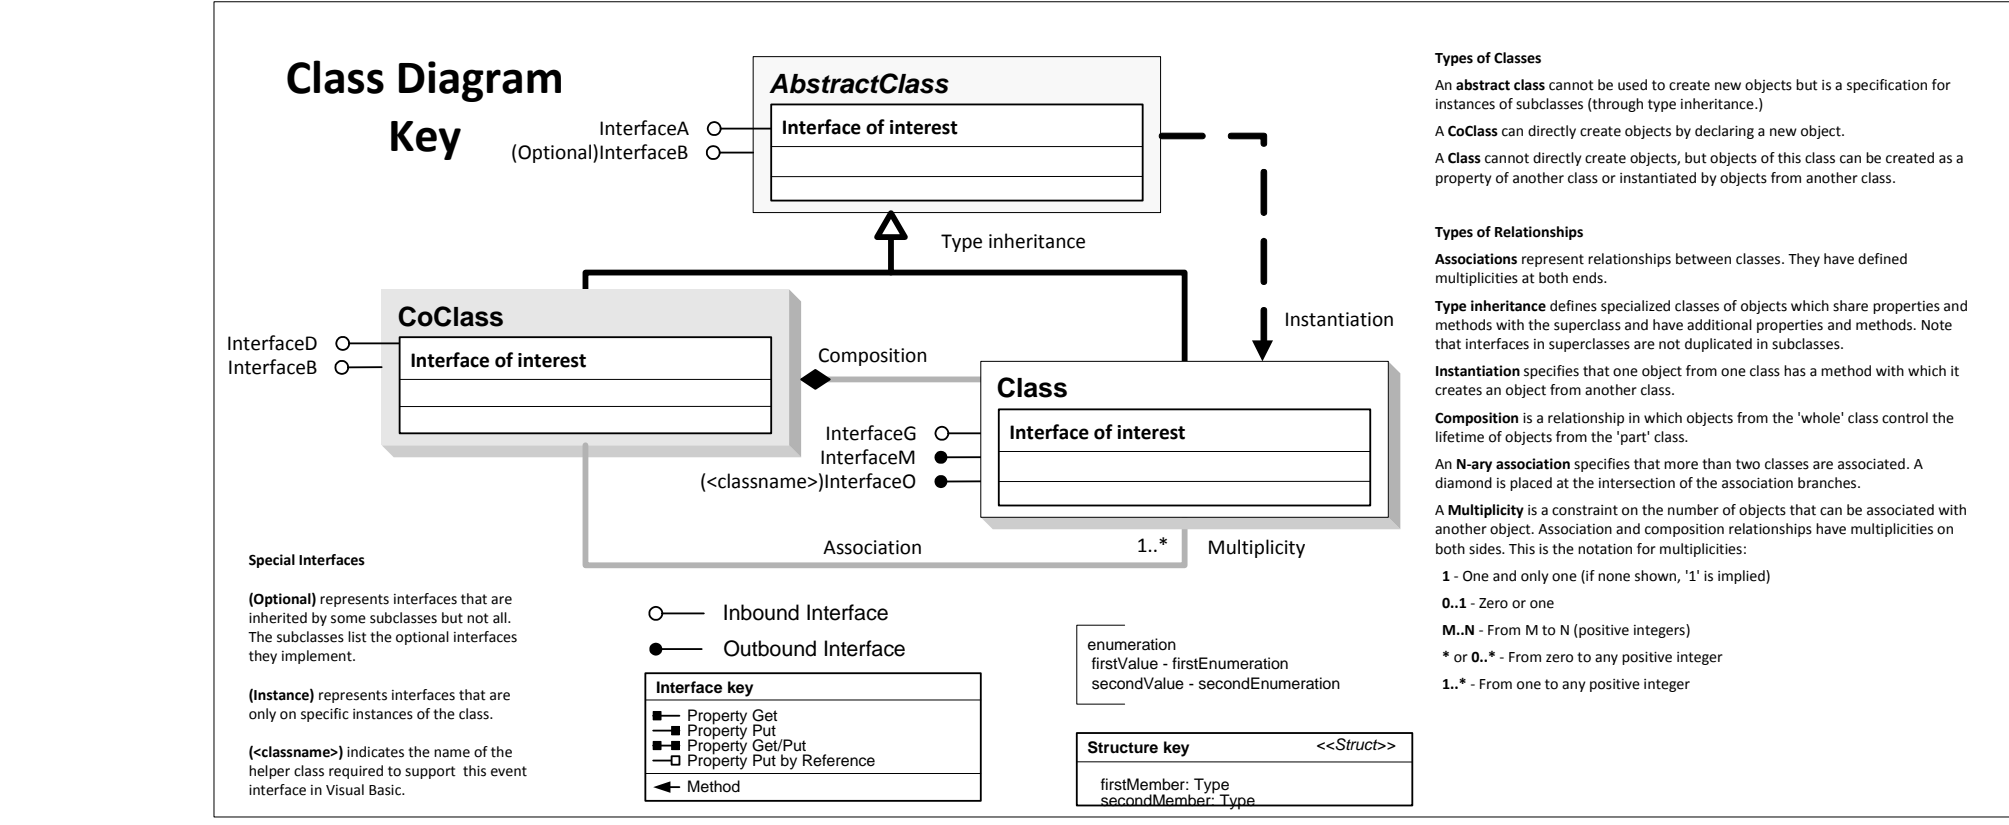 Class Diagram
Key
AbstractClass
Interface of interest
InterfaceA
(Optional)InterfaceB
Type inheritance
Instantiation
CoClass
Interface of interest
InterfaceD
InterfaceB
Composition
Class
Interface of interest
InterfaceG
InterfaceM
(<classname>)InterfaceO
Association
1..*
Multiplicity
Special Interfaces
(Optional) represents interfaces that are
inherited by some subclasses but not all.
The subclasses list the optional interfaces
they implement.
(Instance) represents interfaces that are
only on specific instances of the class.
(<classname>) indicates the name of the
helper class required to support  this event
interface in Visual Basic.
Inbound Interface
Outbound Interface
Interface key
Property Get
Property Put
Property Get/Put
Property Put by Reference
Method
enumeration
firstValue - firstEnumeration
secondValue - secondEnumeration
Structure key <<Struct>>
firstMember: Type
secondMember: Type
Types of Classes
An abstract class cannot be used to create new objects but is a specification for
instances of subclasses (through type inheritance.)
A CoClass can directly create objects by declaring a new object.
A Class cannot directly create objects, but objects of this class can be created as a
property of another class or instantiated by objects from another class.
Types of Relationships
Associations represent relationships between classes. They have defined
multiplicities at both ends.
Type inheritance defines specialized classes of objects which share properties and
methods with the superclass and have additional properties and methods. Note
that interfaces in superclasses are not duplicated in subclasses.
Instantiation specifies that one object from one class has a method with which it
creates an object from another class.
Composition is a relationship in which objects from the 'whole' class control the
lifetime of objects from the 'part' class.
An N-ary association specifies that more than two classes are associated. A
diamond is placed at the intersection of the association branches.
A Multiplicity is a constraint on the number of objects that can be associated with
another object. Association and composition relationships have multiplicities on
both sides. This is the notation for multiplicities:
1 - One and only one (if none shown, '1' is implied)
0..1 - Zero or one
M..N - From M to N (positive integers)
* or 0..* - From zero to any positive integer
1..* - From one to any positive integer